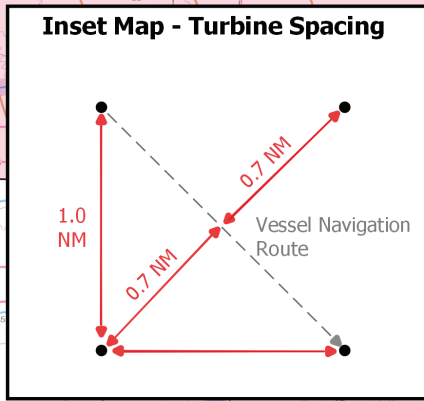 Inset Map - Turbine Spacing
0.7 NM
1.0
NM
Vessel Navigation
Route
0.7 NM